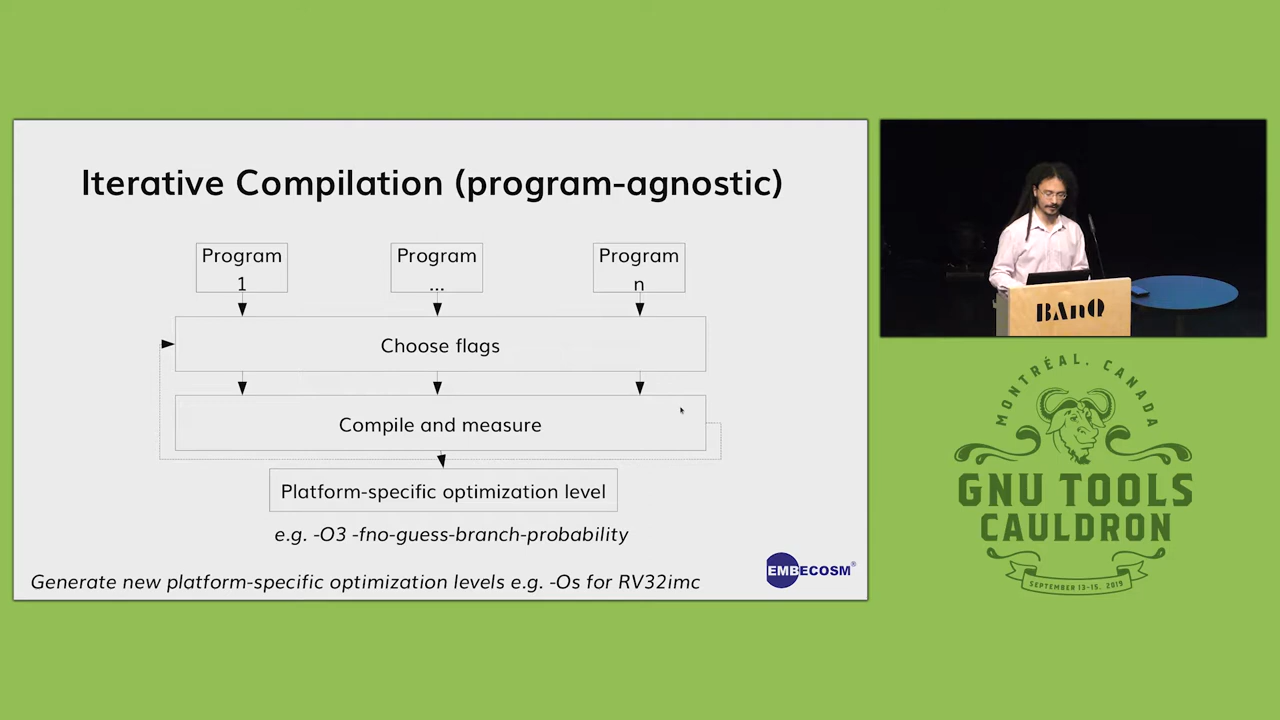 Iterative Compilation (program-agnostic)
Program
1
Program
...
Program
n
Choose flags
Compile and measure
Platform-specific optimization level
e.g. -O3 -fno-guess-branch-probability
Generate new platform-specific optimization levels e.g. -Os for RV32imc
EMBECOSM®
BAnQ
MONTRÉAL, CANADA
GNU TOOLS
CAULDRON
SEPTEMBER 13-15, 2019